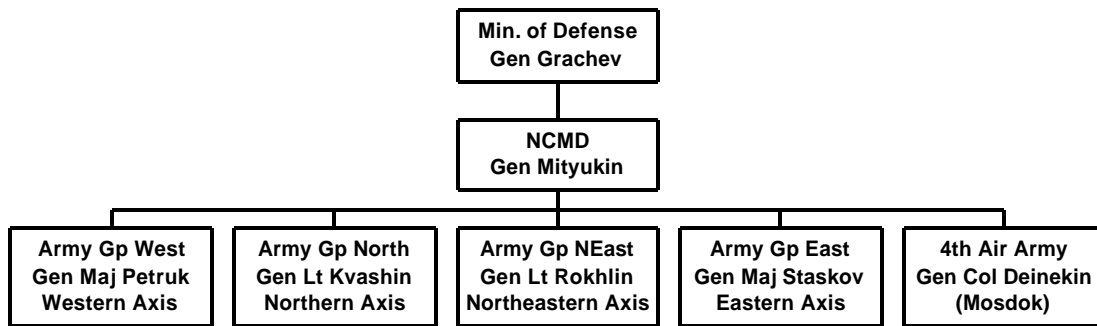 Min. of Defense
Gen Grachev
NCMD
Gen Mityukin
Army Gp West
Gen Maj Petruk
Western Axis
Army Gp North
Gen Lt Kvashin
Northern Axis
Army Gp NEast
Gen Lt Rokhlin
Northeastern Axis
Army Gp East
Gen Maj Staskov
Eastern Axis
4th Air Army
Gen Col Deinekin
(Mosdok)